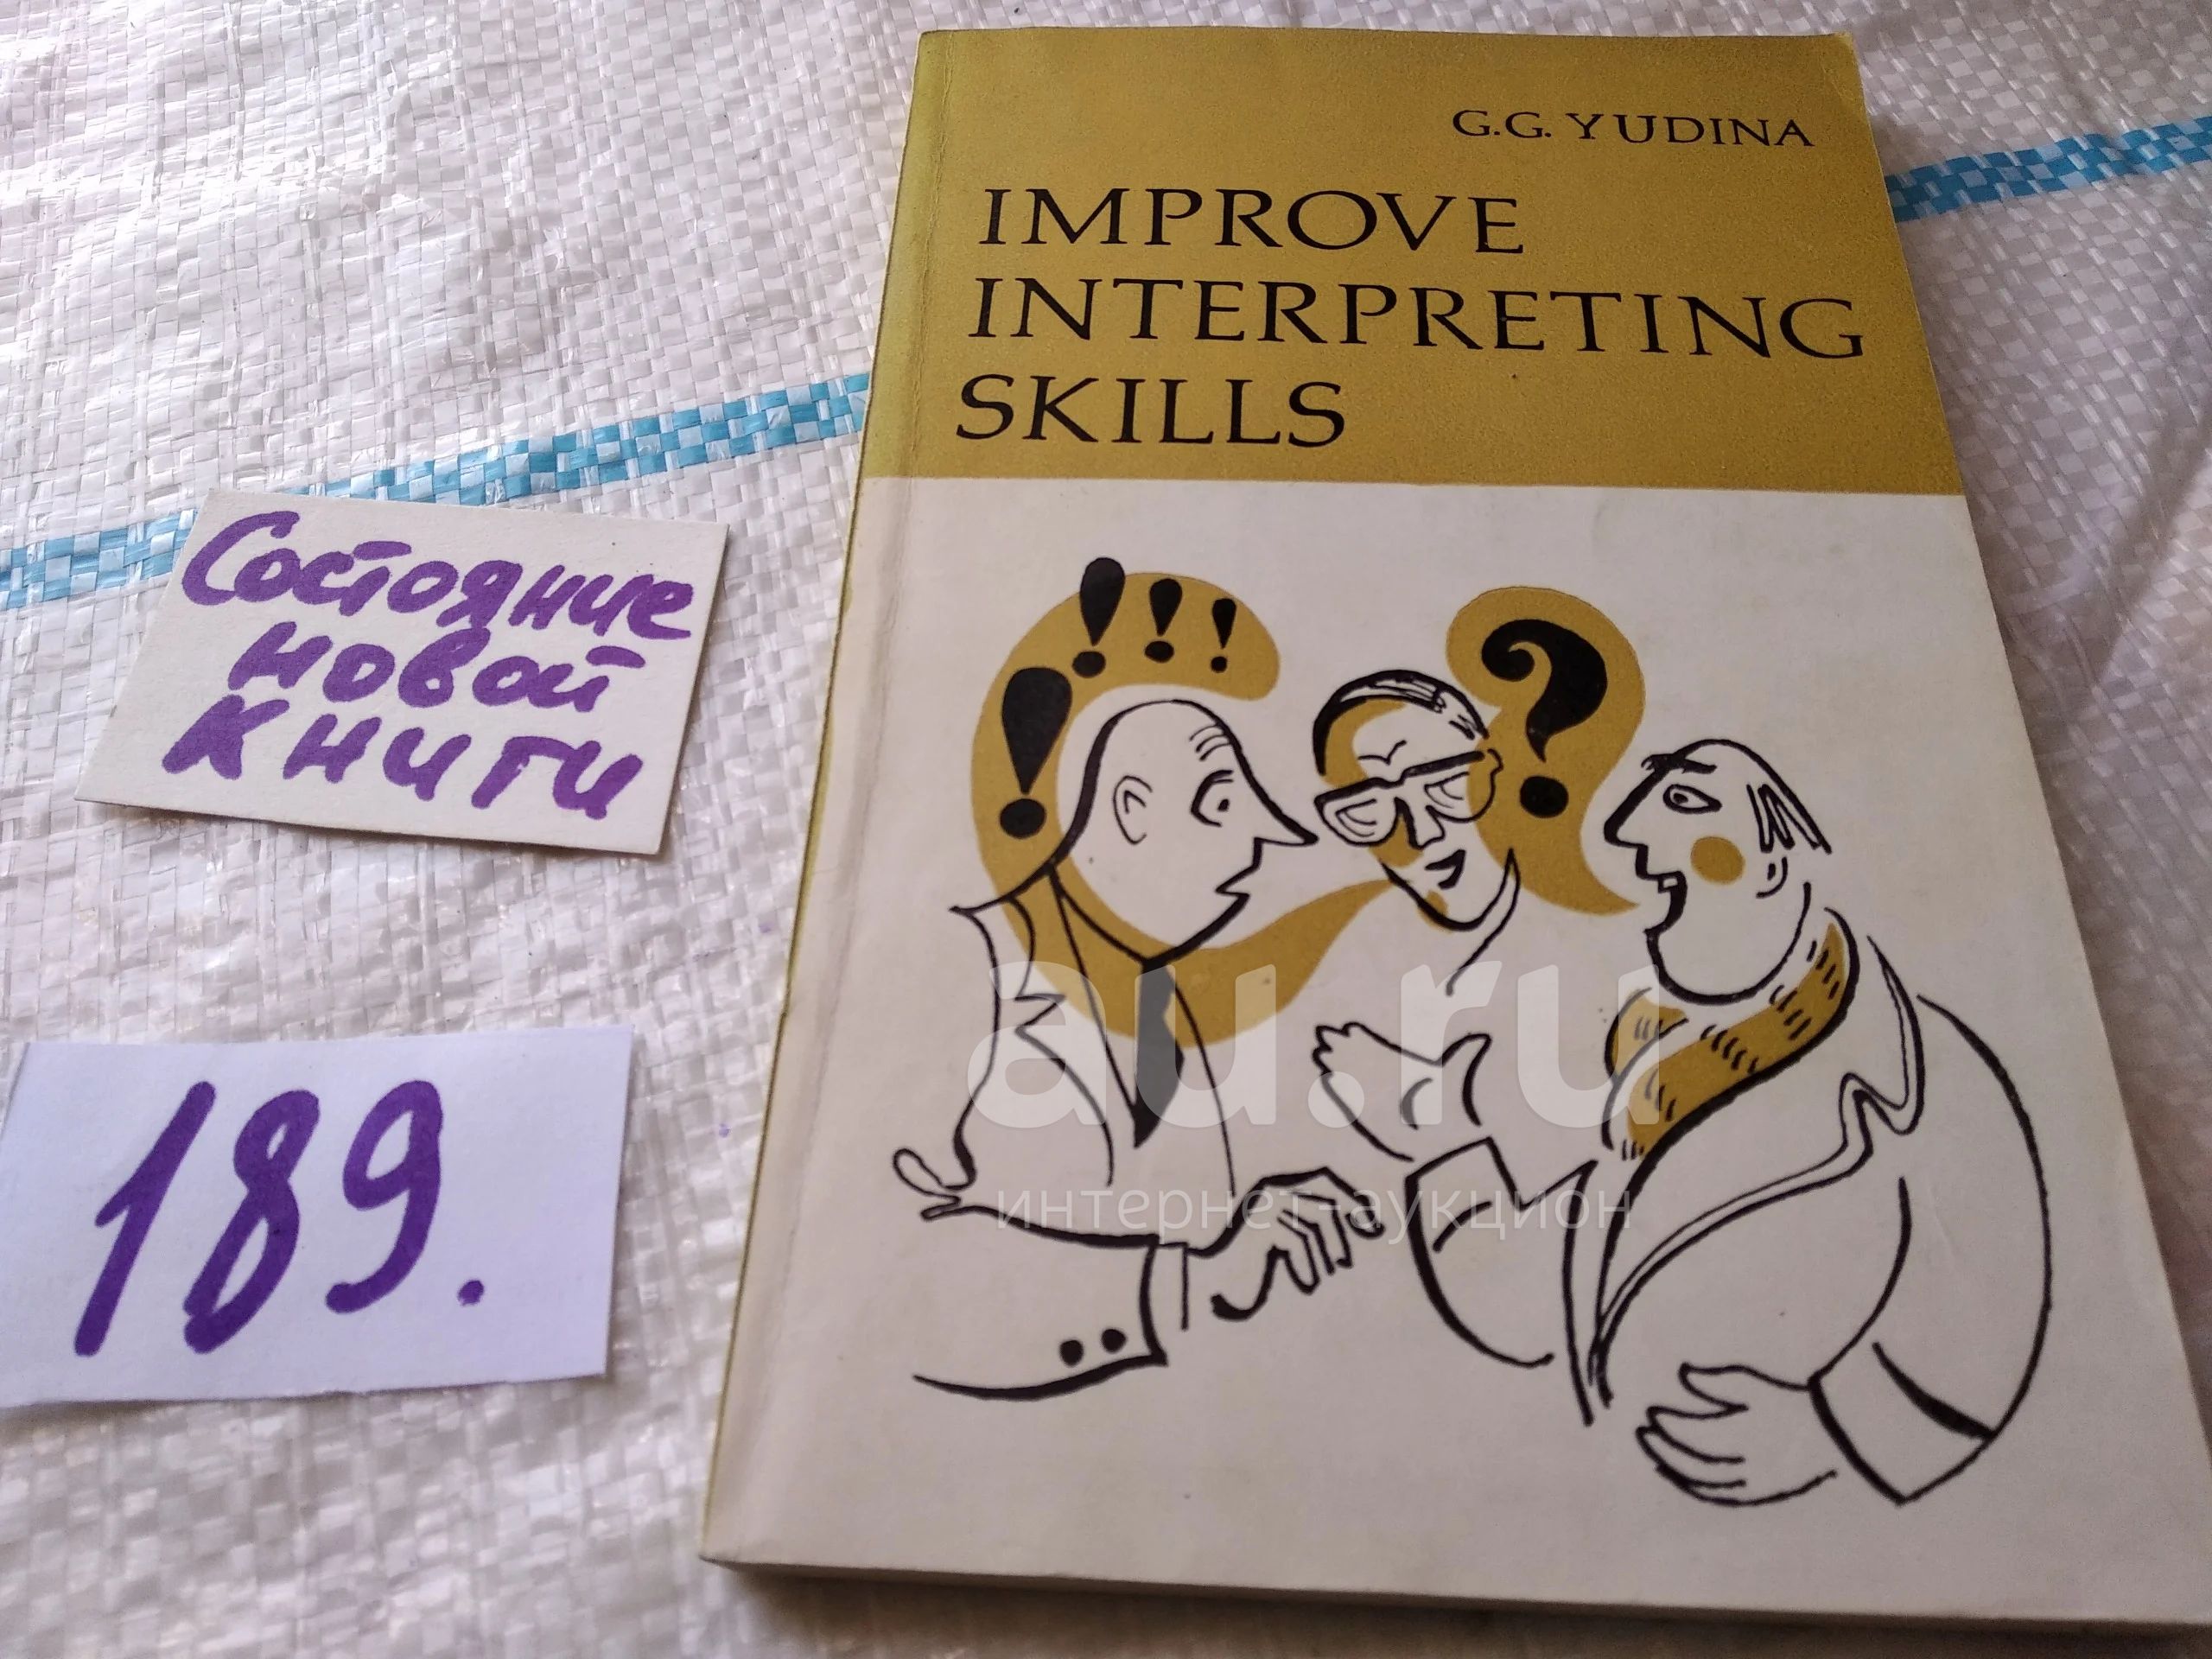 G.G. YUDINA
IMPROVE
INTERPRETING
SKILLS
Состояние
новой
книги
189.
au.ru
интернет-аукцион